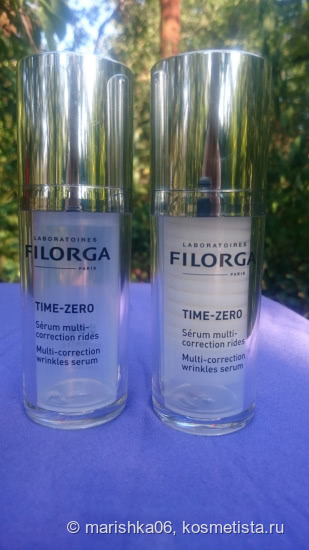 LABORATOIRES
FILORGA
PARIS
TIME-ZERO
Sérum multi-
correction rides
Multi-correction
wrinkles serum
LABORATOIRES
FILORGA
PARIS
TIME-ZERO
Sérum multi-
correction rides
Multi-correction
wrinkles serum
© marishka06, kosmetista.ru